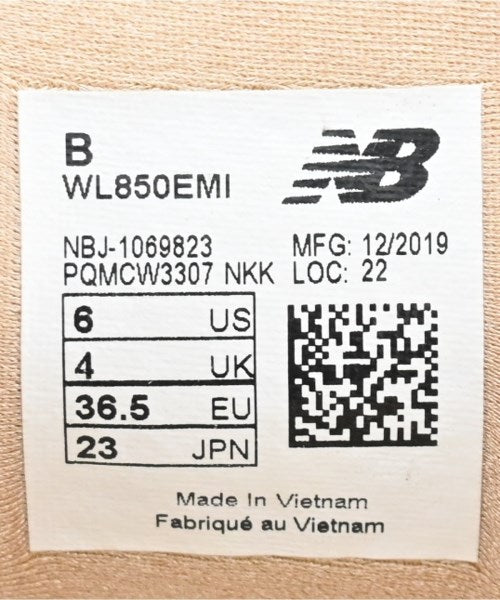 B
NB
WL850EMI
NBJ-1069823 MFG: 12/2019
PQMCW3307 NKK LOC: 22
6 US
4 UK
36.5 EU
23 JPN
Made In Vietnam
Fabriqué au Vietnam